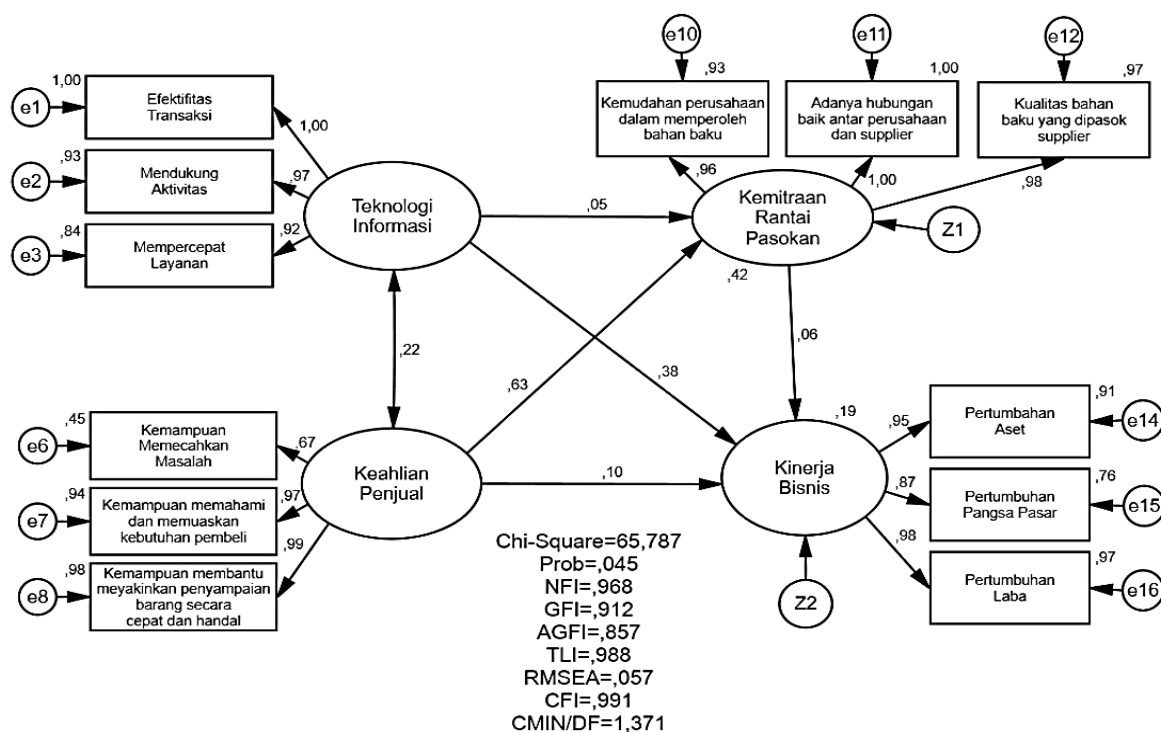 e10
e11
e12
,93
1,00
,97
Kemudahan perusahaan
dalam memperoleh
bahan baku
Adanya hubungan
baik antar perusahaan
dan supplier
Kualitas bahan
baku yang dipasok
supplier
1,00
e1
Efektifitas
Transaksi
1,00
,93
e2
Mendukung
Aktivitas
,97
,84
e3
Mempercepat
Layanan
,92
Teknologi
Informasi
,96
1,00
,98
,05
Kemitraan
Rantai
Pasokan
Z1
,42
,22
,63
,38
,06
,45
e6
Kemampuan
Memecahkan
Masalah
,67
,94
e7
Kemampuan memahami
dan memuaskan
kebutuhan pembeli
,97
,98
e8
Kemampuan membantu
meyakinkan penyampaian
barang secara
cepat dan handal
,99
Keahlian
Penjual
,10
,19
Kinerja
Bisnis
Z2
,95
Pertumbahan
Aset
,91
e14
,87
Pertumbuhan
Pangsa Pasar
,76
e15
,98
Pertumbuhan
Laba
,97
e16
Chi-Square=65,787
Prob=,045
NFI=,968
GFI=,912
AGFI=,857
TLI=,988
RMSEA=,057
CFI=,991
CMIN/DF=1,371